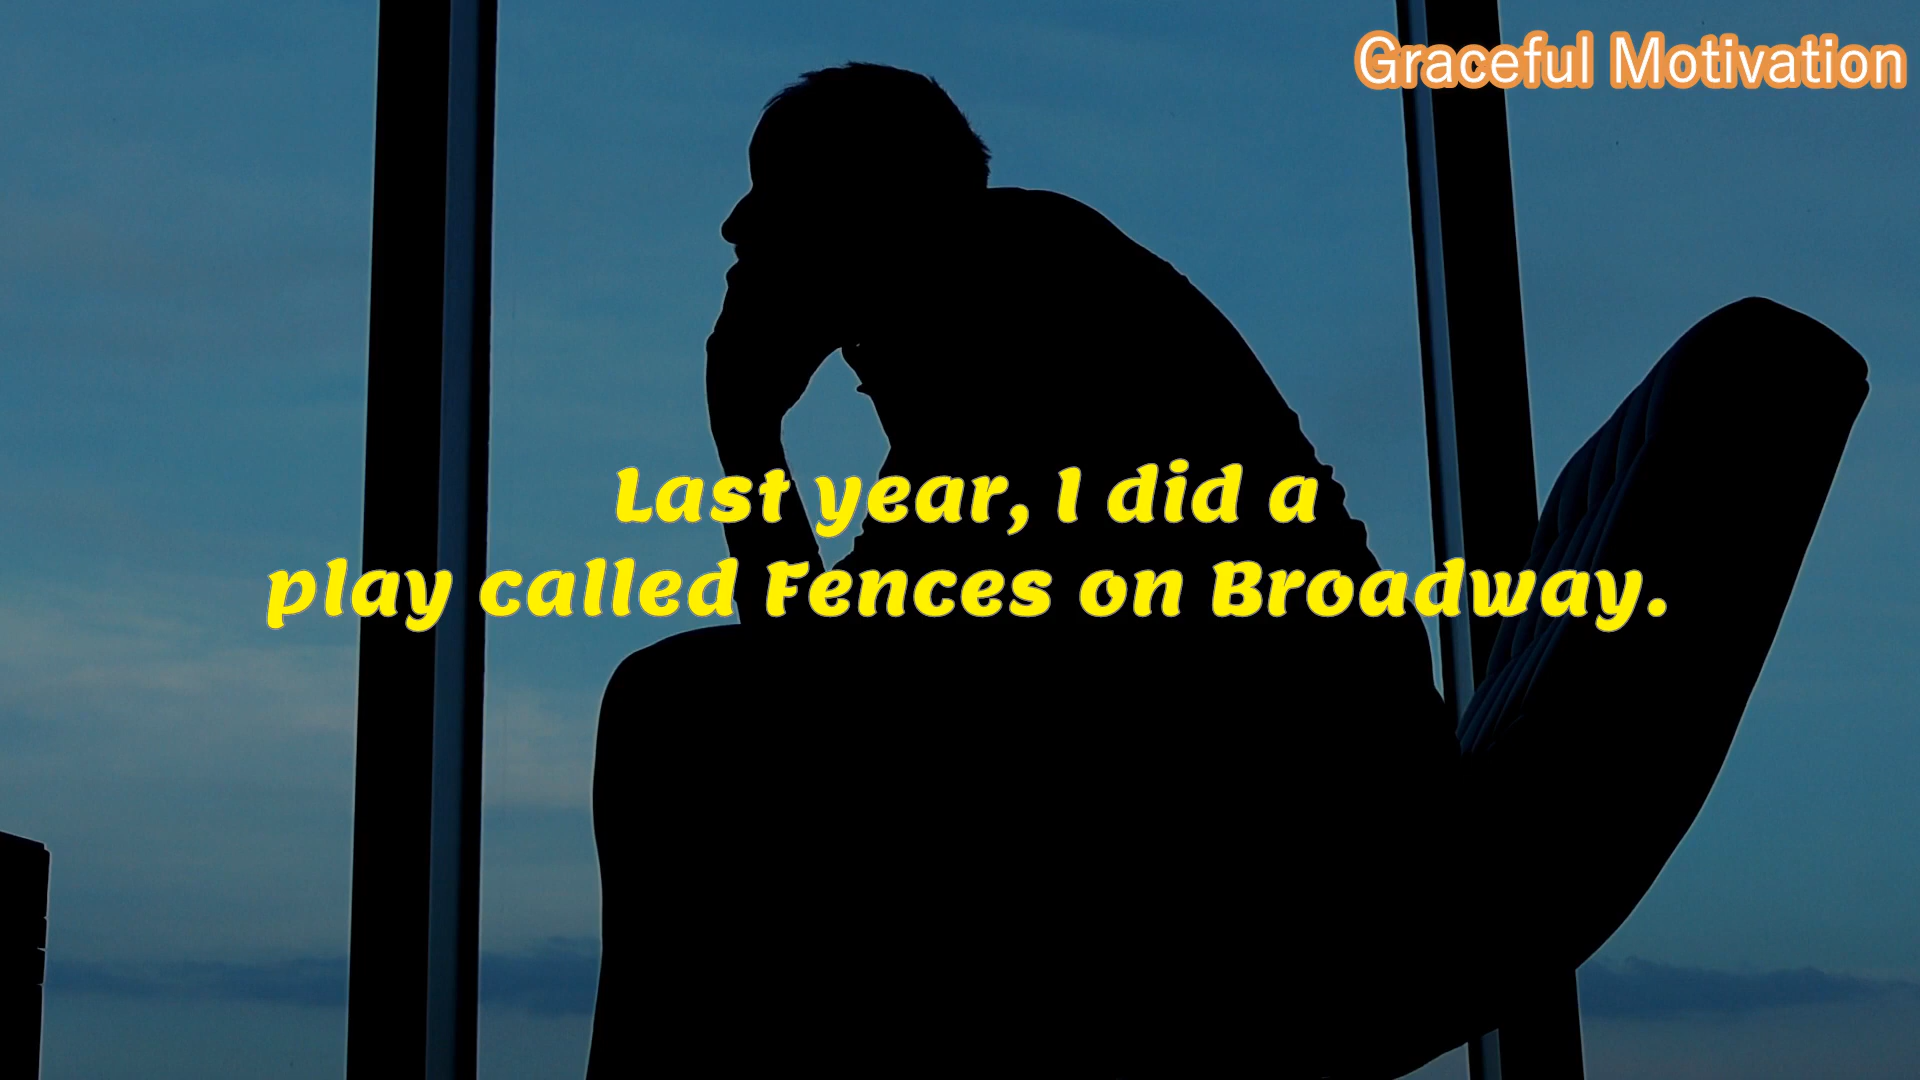 Graceful Motivation
Last year, I did a
play called Fences on Broadway.